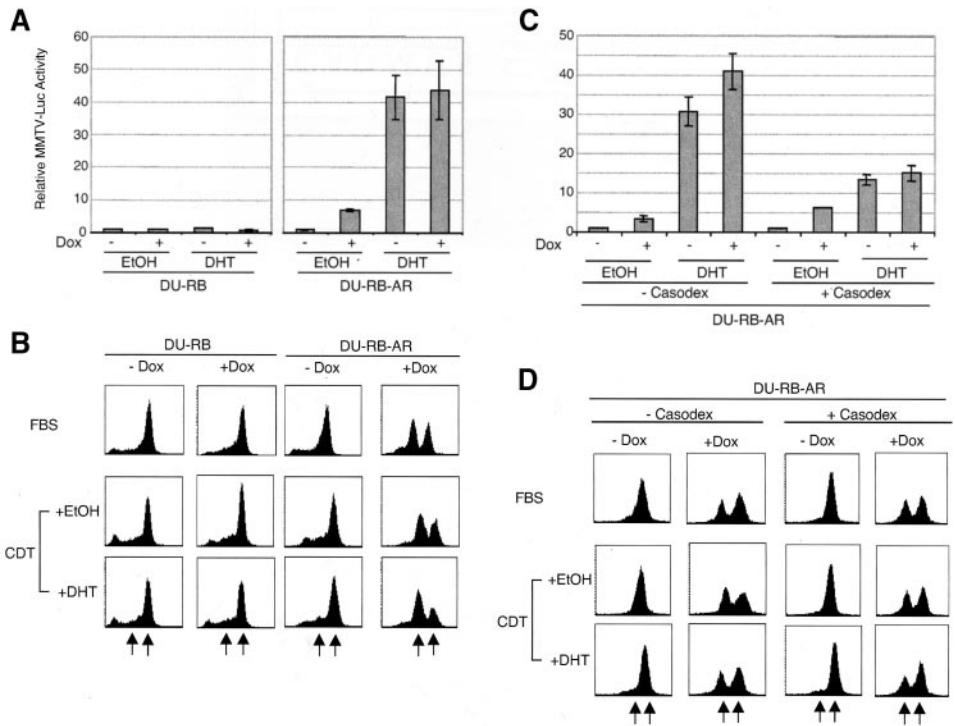 A
Relative MMTV-Luc Activity
60
50
40
30
20
10
0
Dox
- + - + - + - +
EtOH DHT EtOH DHT
DU-RB DU-RB-AR
C
50
40
30
20
10
0
Dox
- + - + - + - +
EtOH DHT EtOH DHT
- Casodex + Casodex
DU-RB-AR
B
DU-RB DU-RB-AR
- Dox +Dox - Dox +Dox
FBS
CDT
+EtOH
+DHT
D
DU-RB-AR
- Casodex + Casodex
- Dox +Dox - Dox +Dox
FBS
CDT
+EtOH
+DHT